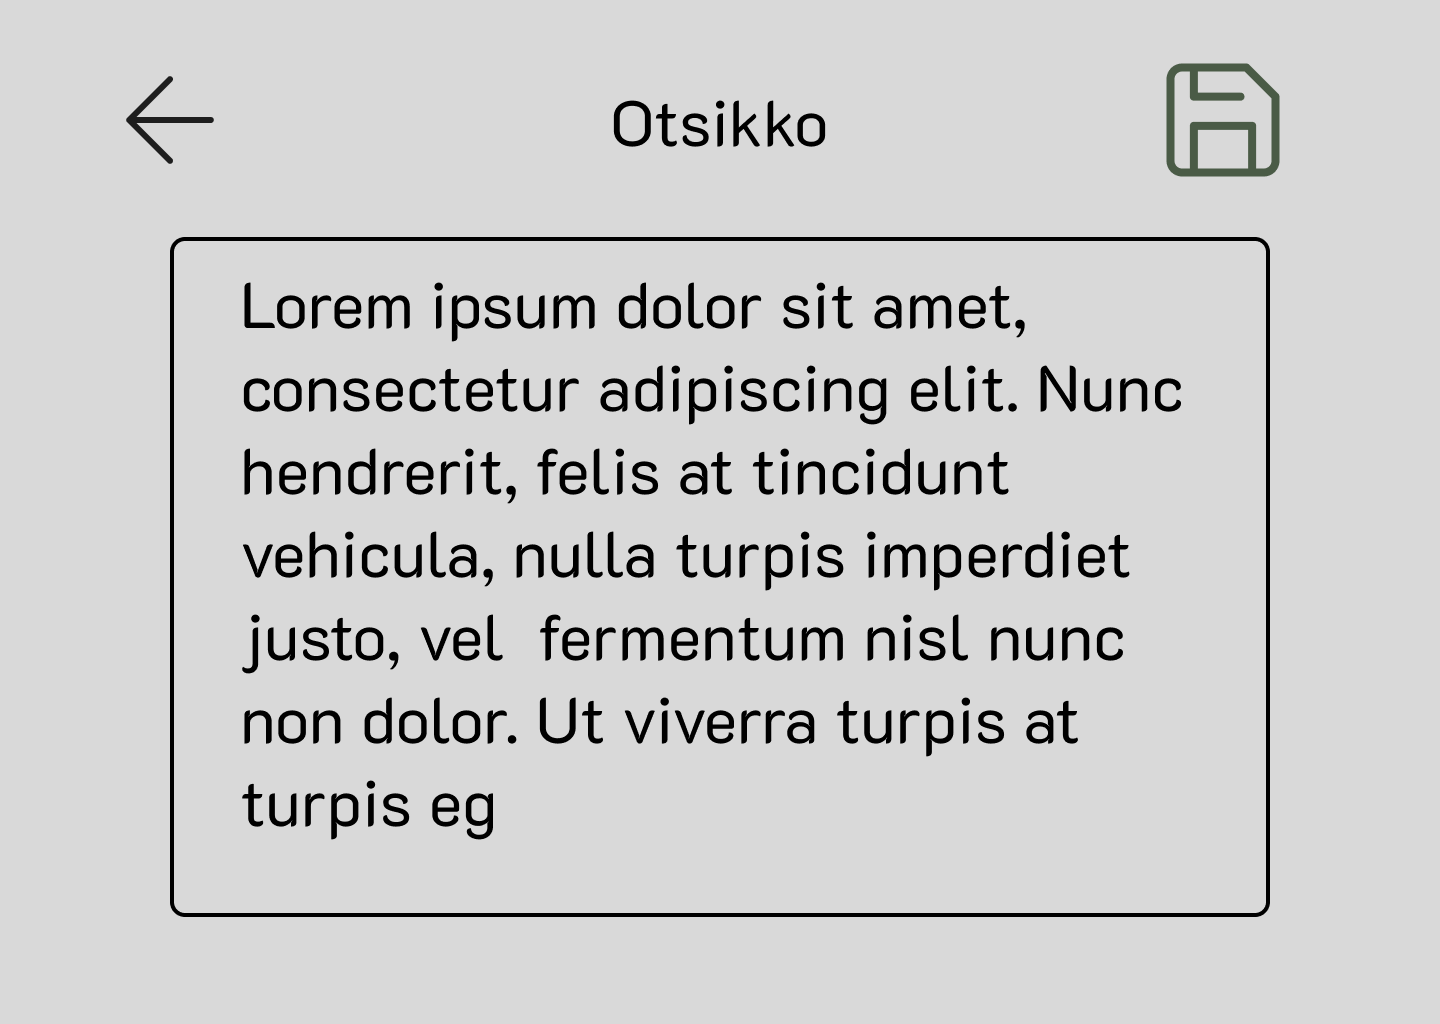 Otsikko
Lorem ipsum dolor sit amet,
consectetur adipiscing elit. Nunc
hendrerit, felis at tincidunt
vehicula, nulla turpis imperdiet
justo, vel  fermentum nisl nunc
non dolor. Ut viverra turpis at
turpis eg